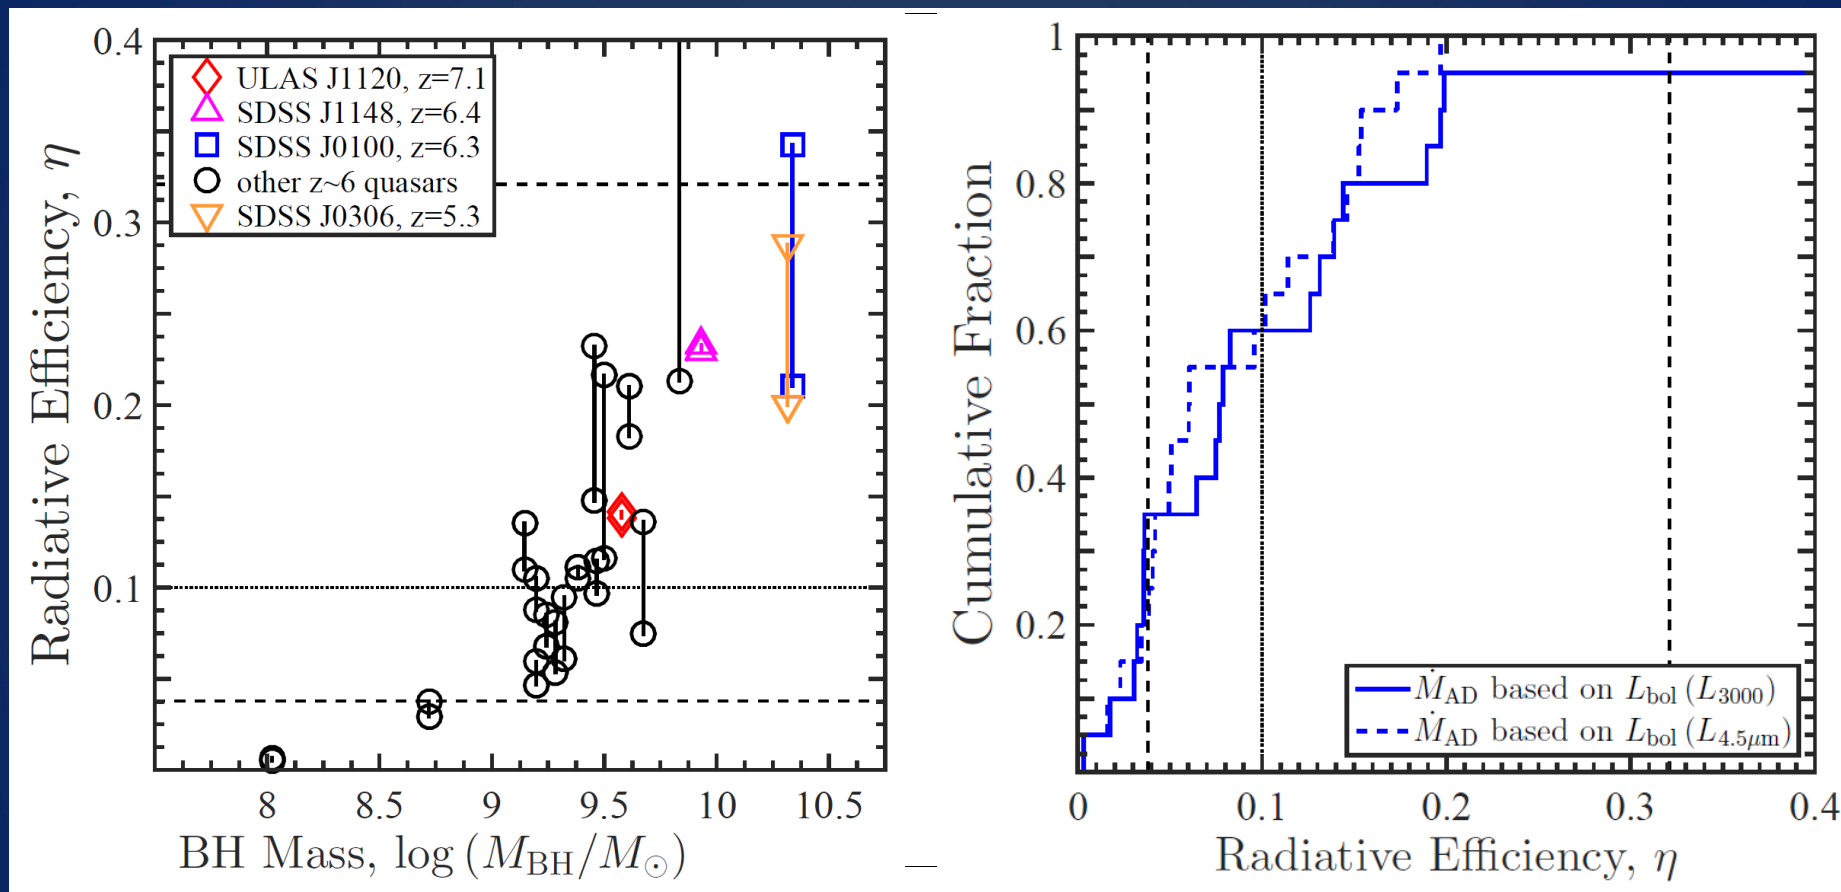 0.4
0.3
0.2
0.1
Radiative Efficiency, η
ULAS J1120, z=7.1
SDSS J1148, z=6.4
SDSS J0100, z=6.3
other z~6 quasars
SDSS J0306, z=5.3
8 8.5 9 9.5 10 10.5
BH Mass, log (M_BH/M_⊙)
1
0.8
0.6
0.4
0.2
Cumulative Fraction
Ṁ_AD based on L_bol (L_3000)
Ṁ_AD based on L_bol (L_4.5μm)
0 0.1 0.2 0.3 0.4
Radiative Efficiency, η